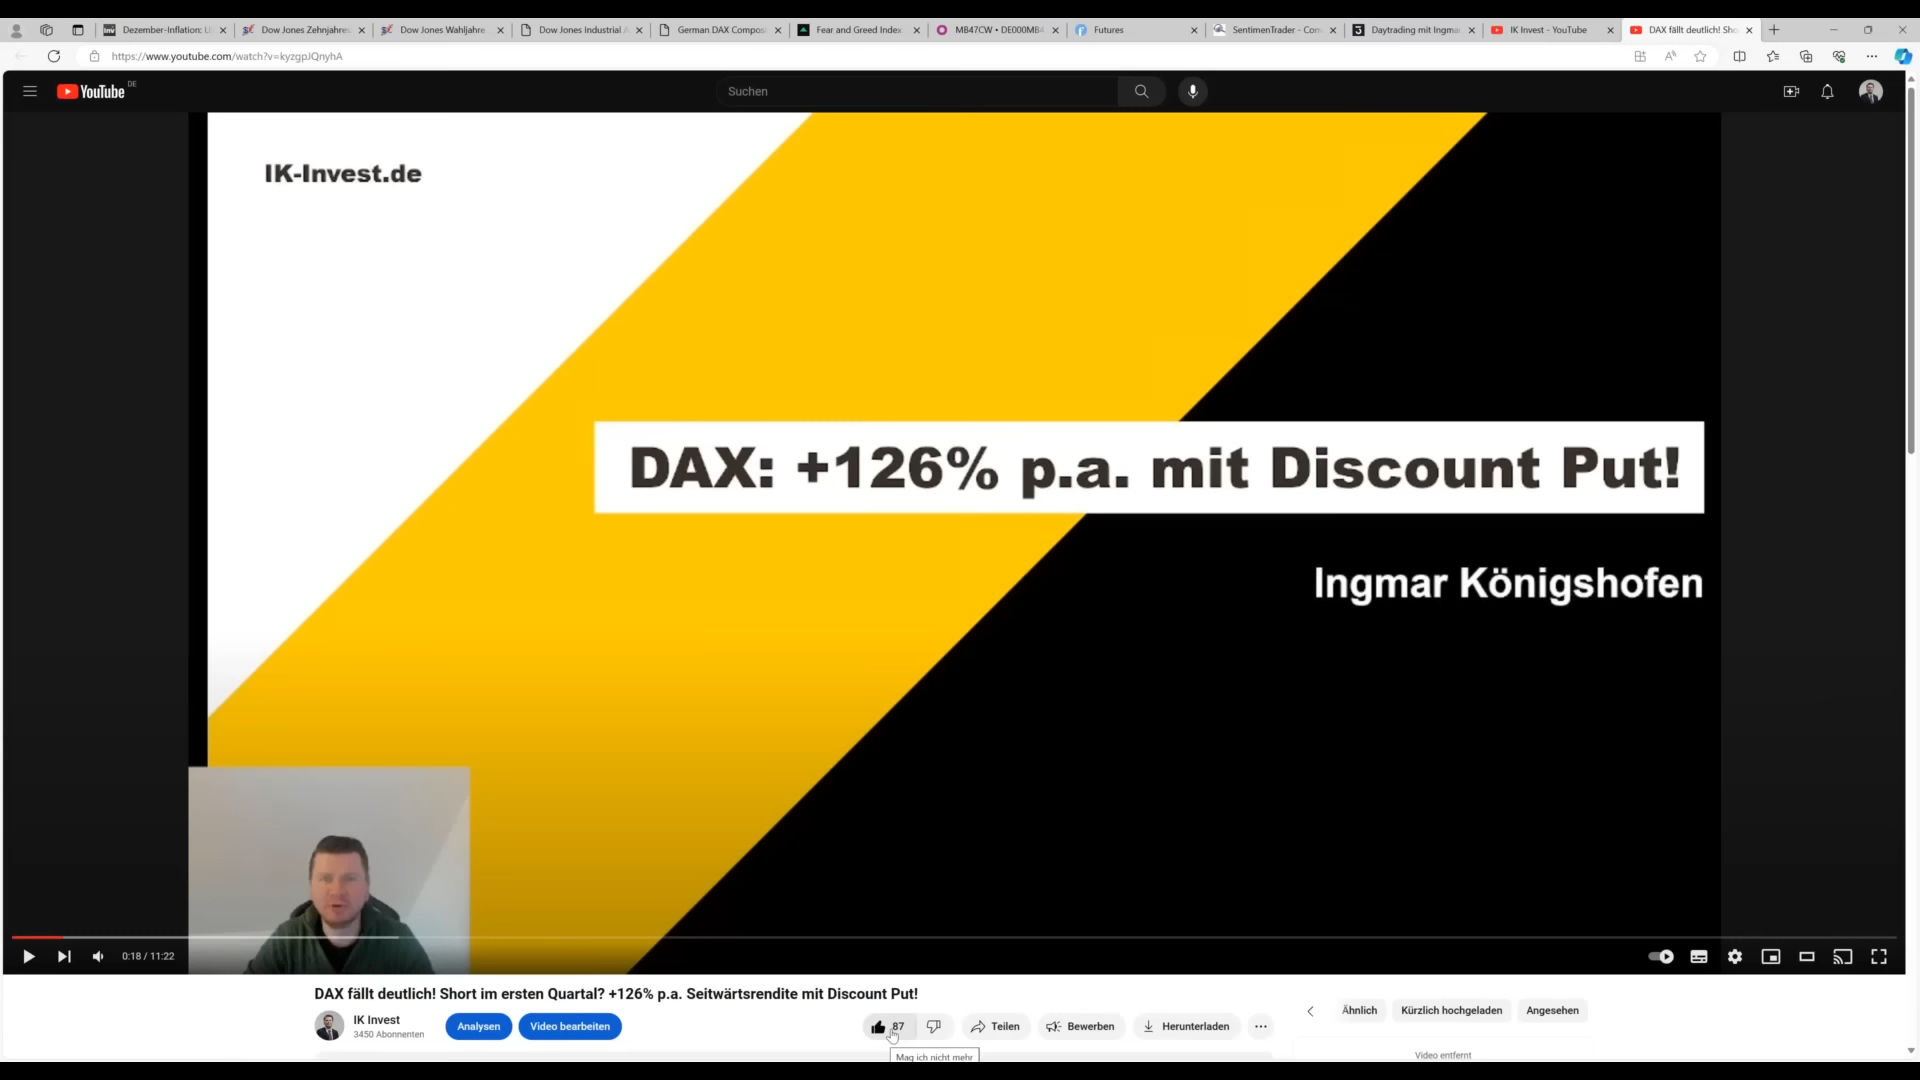 Dezember-Inflation: U
Dow Jones Zehnjahres
Dow Jones Wahljahre
Dow Jones Industrial A
German DAX Composi
Fear and Greed Index
MB47CW • DE000MB4
Futures
SentimenTrader - Con
Daytrading mit Ingmar
IK Invest - YouTube
DAX fällt deutlich! Sho
https://www.youtube.com/watch?v=kyzgpJQnyhA
YouTube DE
Suchen
IK-Invest.de
DAX: +126% p.a. mit Discount Put!
Ingmar Königshofen
0:18 / 11:22
DAX fällt deutlich! Short im ersten Quartal? +126% p.a. Seitwärtsrendite mit Discount Put!
IK Invest
3450 Abonnenten
Analysen
Video bearbeiten
87
Teilen
Bewerben
Herunterladen
Ähnlich
Kürzlich hochgeladen
Angesehen
Mag ich nicht mehr
Video entfernt